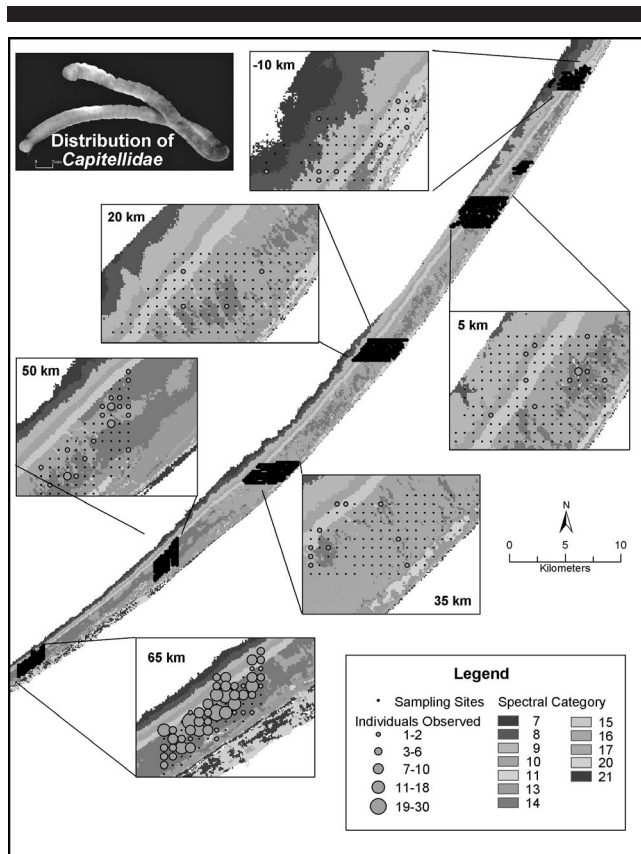 Distribution of
Capitellidae
-10 km
20 km
5 km
50 km
35 km
65 km
N
0 5 10
Kilometers
Legend
Sampling Sites
Individuals Observed
1-2
3-6
7-10
11-18
19-30
Spectral Category
7
8
9
10
11
13
14
15
16
17
20
21